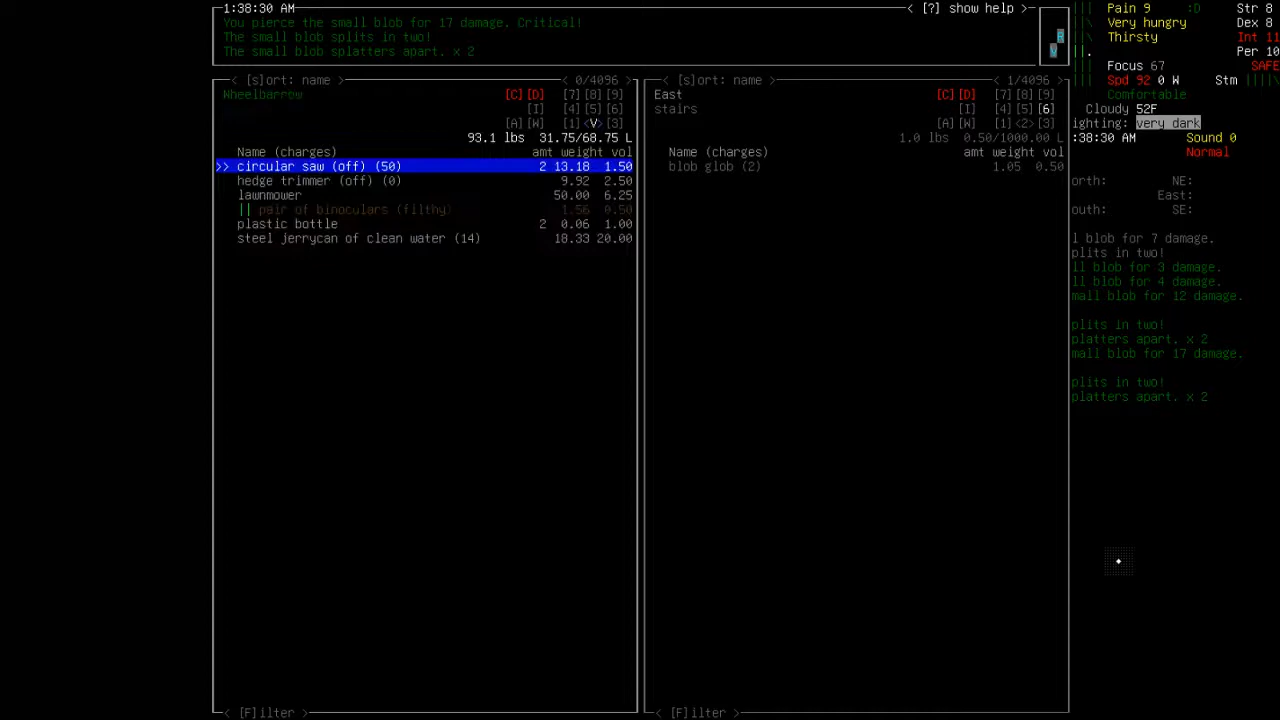 1:38:30 AM
< [?] show help >
You pierce the small blob for 17 damage. Critical!
The small blob splits in two!
The small blob splatters apart. x 2
R
V
Pain 9 :D Str 8
Very hungry Dex 8
Thirsty Int 11
Per 10
Focus 67 SAFE
Spd 92 0 W Stm
Comfortable
Cloudy 52F
ighting: very dark
:38:30 AM Sound 0
Normal
orth: NE:
East:
outh: SE:
l blob for 7 damage.
plits in two!
ll blob for 3 damage.
ll blob for 4 damage.
mall blob for 12 damage.
plits in two!
platters apart. x 2
mall blob for 17 damage.
plits in two!
platters apart. x 2
< [s]ort: name > < 0/4096 >
Wheelbarrow [C][D] [7][8][9]
[I] [4][5][6]
[A][W] [1]<V>[3]
93.1 lbs 31.75/68.75 L
Name (charges) amt weight vol
>> circular saw (off) (50) 2 13.18 1.50
hedge trimmer (off) (0) 9.92 2.50
lawnmower 50.00 6.25
|| pair of binoculars (filthy) 1.56 0.50
plastic bottle 2 0.06 1.00
steel jerrycan of clean water (14) 18.33 20.00
< [F]ilter >
< [s]ort: name > < 1/4096 >
East [C][D] [7][8][9]
stairs [I] [4][5][6]
[A][W] [1]<2>[3]
1.0 lbs 0.50/1000.00 L
Name (charges) amt weight vol
blob glob (2) 1.05 0.50
< [F]ilter >